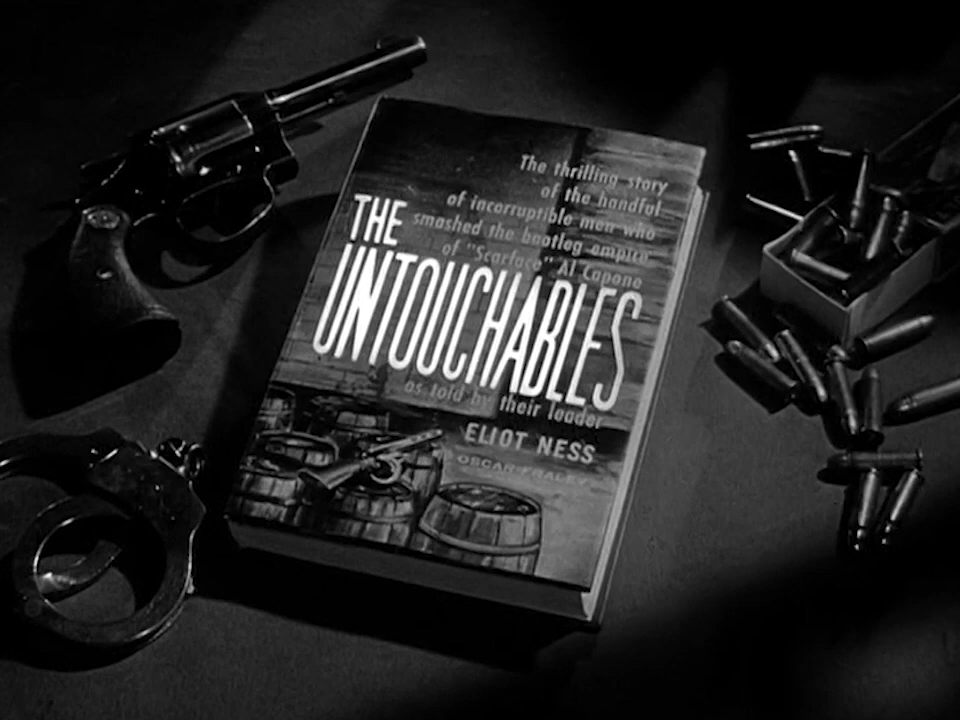 The thrilling story
of the handful
of incorruptible men who
smashed the bootleg empire
of "Scarface" Al Capone
THE
UNTOUCHABLES
as told by their leader
ELIOT NESS
OSCAR FRALEY